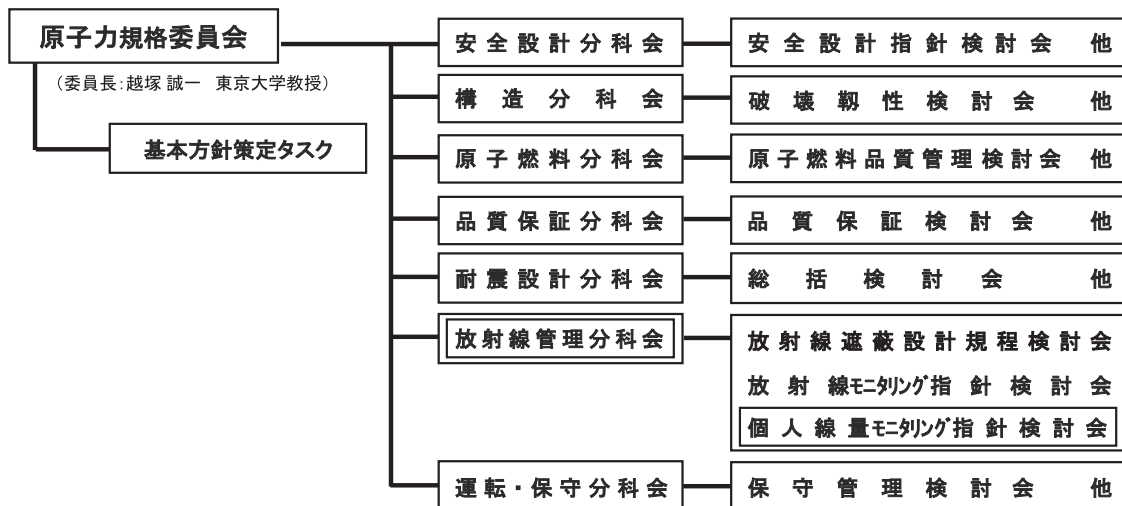 原子力規格委員会
(委員長:越塚 誠一 東京大学教授)
基本方針策定タスク
安全設計分科会
安全設計指針検討会 他
構造分科会
破壊靱性検討会 他
原子燃料分科会
原子燃料品質管理検討会 他
品質保証分科会
品質保証検討会 他
耐震設計分科会
総括検討会 他
放射線管理分科会
放射線遮蔽設計規程検討会
放射線モニタリング指針検討会
個人線量モニタリング指針検討会
運転・保守分科会
保守管理検討会 他